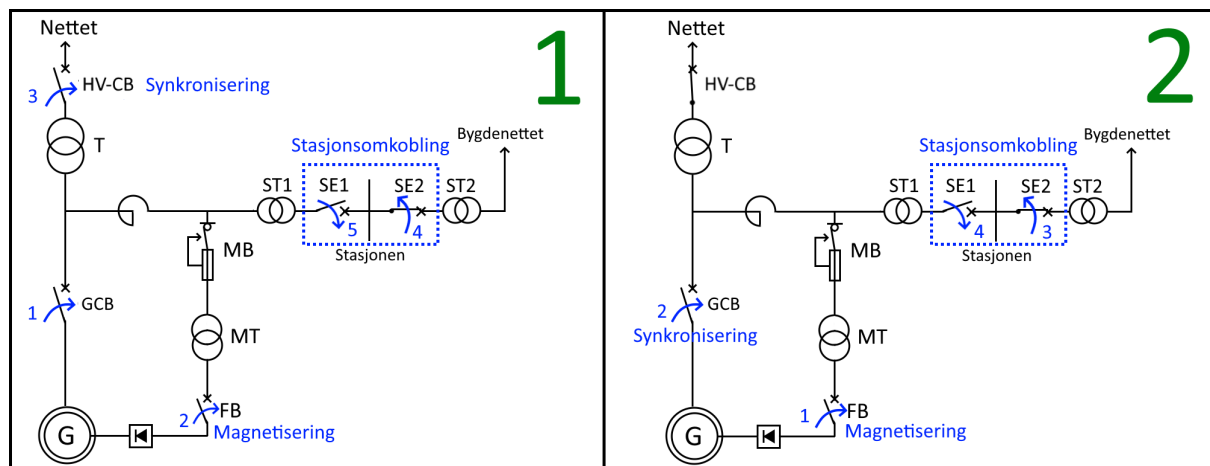 1
Nettet
3 HV-CB Synkronisering
T
Stasjonsomkobling
Bygdenettet
ST1 SE1 SE2 ST2
5 4
Stasjonen
MB
1 GCB
MT
2 FB
Magnetisering
G
2
Nettet
HV-CB
T
Stasjonsomkobling
Bygdenettet
ST1 SE1 SE2 ST2
4 3
Stasjonen
MB
2 GCB
Synkronisering
MT
1 FB
Magnetisering
G